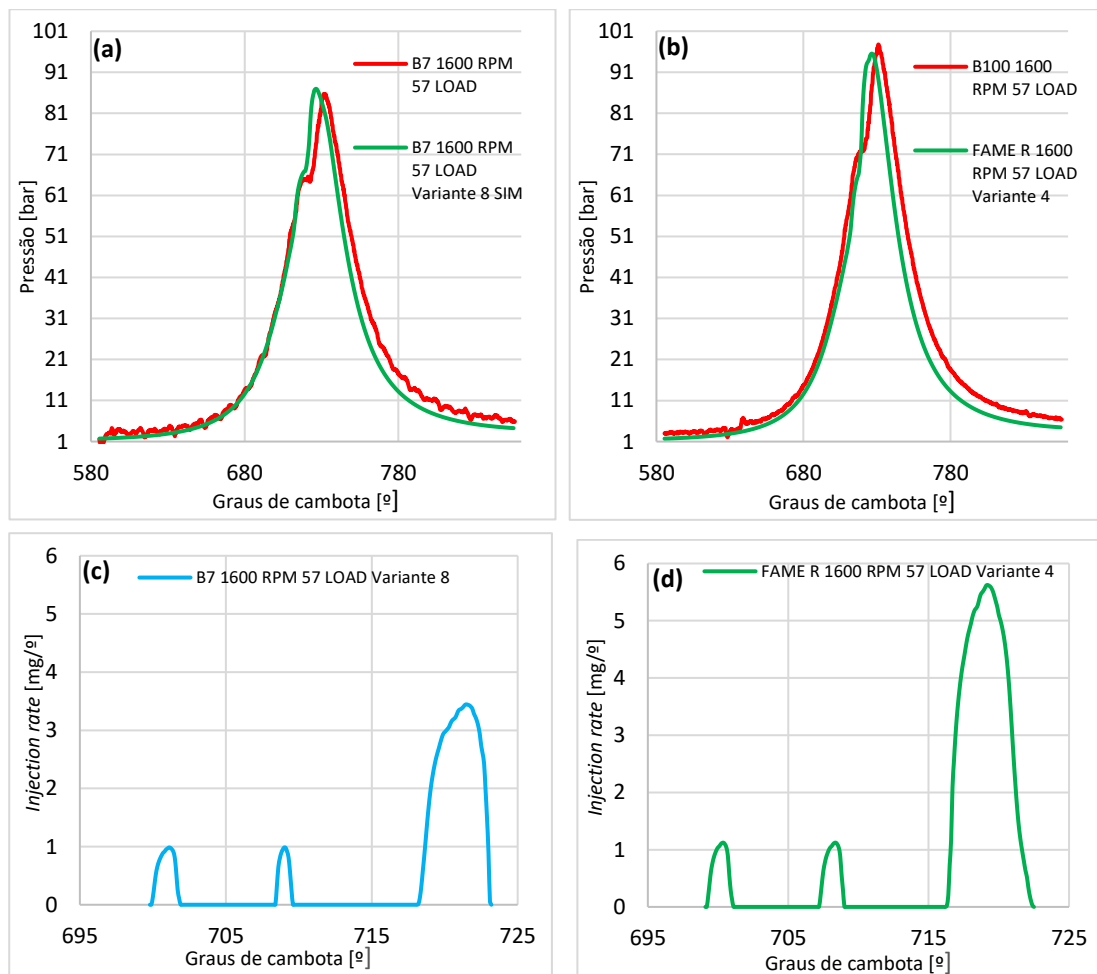 (a)
B7 1600 RPM
57 LOAD
B7 1600 RPM
57 LOAD
Variante 8 SIM
Pressão [bar]
101
91
81
71
61
51
41
31
21
11
1
580
680
780
Graus de cambota [º]
(b)
B100 1600
RPM 57 LOAD
FAME R 1600
RPM 57 LOAD
Variante 4
Pressão [bar]
101
91
81
71
61
51
41
31
21
11
1
580
680
780
Graus de cambota [º]
(c)
B7 1600 RPM 57 LOAD Variante 8
Injection rate [mg/º]
6
5
4
3
2
1
0
695
705
715
725
Graus de cambota [º]
(d)
FAME R 1600 RPM 57 LOAD Variante 4
Injection rate [mg/º]
6
5
4
3
2
1
0
695
705
715
725
Graus de cambota [º]